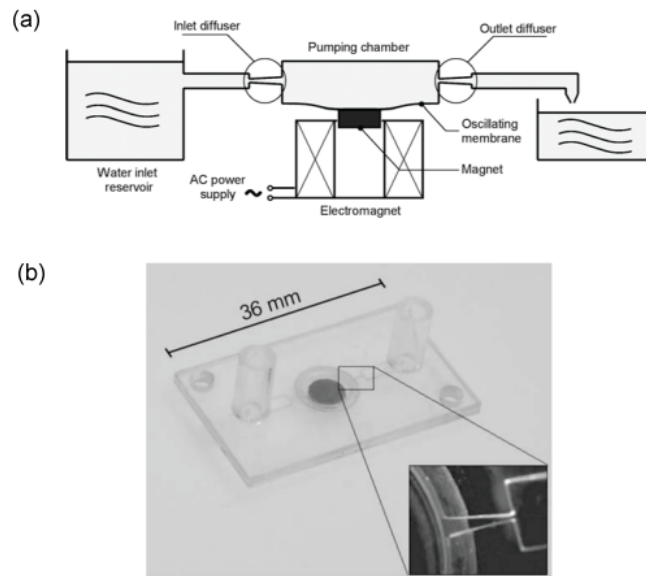 (a)
Inlet diffuser
Outlet diffuser
Pumping chamber
Oscillating
membrane
Magnet
Water inlet
reservoir
AC power
supply
~
Electromagnet
(b)
36 mm